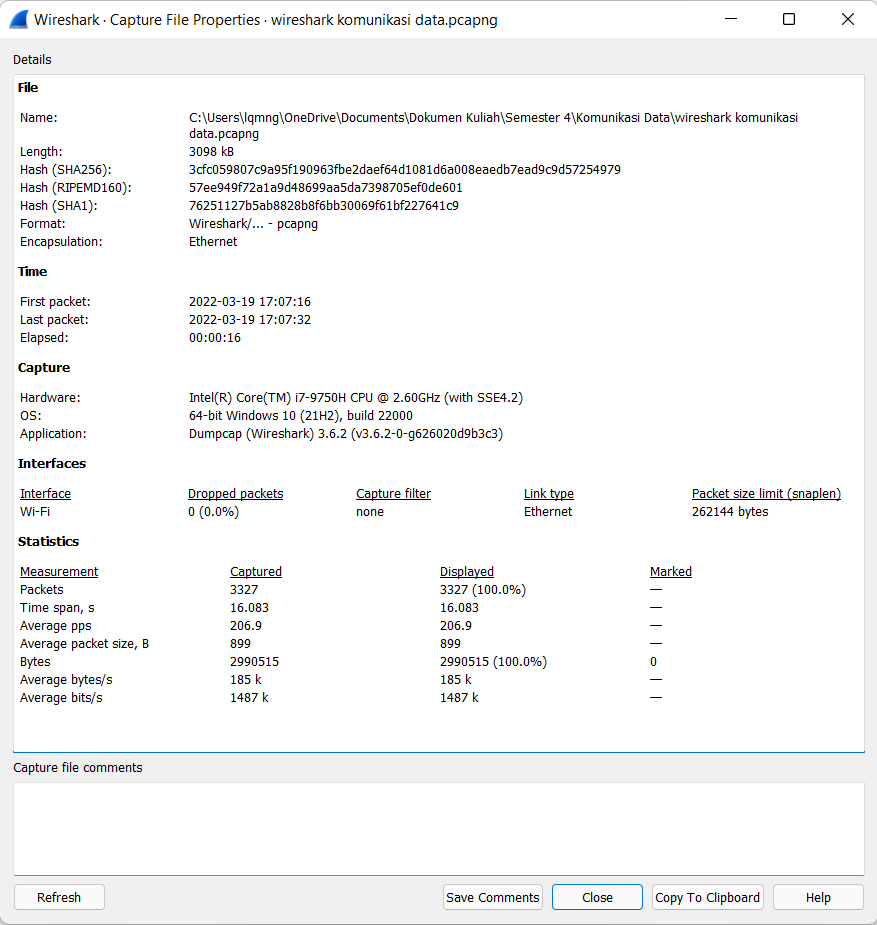 Wireshark · Capture File Properties · wireshark komunikasi data.pcapng
Details
File
Name: C:\Users\lqmng\OneDrive\Documents\Dokumen Kuliah\Semester 4\Komunikasi Data\wireshark komunikasi
data.pcapng
Length: 3098 kB
Hash (SHA256): 3cfc059807c9a95f190963fbe2daef64d1081d6a008eaedb7ead9c9d57254979
Hash (RIPEMD160): 57ee949f72a1a9d48699aa5da7398705ef0de601
Hash (SHA1): 76251127b5ab8828b8f6bb30069f61bf227641c9
Format: Wireshark/... - pcapng
Encapsulation: Ethernet
Time
First packet: 2022-03-19 17:07:16
Last packet: 2022-03-19 17:07:32
Elapsed: 00:00:16
Capture
Hardware: Intel(R) Core(TM) i7-9750H CPU @ 2.60GHz (with SSE4.2)
OS: 64-bit Windows 10 (21H2), build 22000
Application: Dumpcap (Wireshark) 3.6.2 (v3.6.2-0-g626020d9b3c3)
Interfaces
Interface Dropped packets Capture filter Link type Packet size limit (snaplen)
Wi-Fi 0 (0.0%) none Ethernet 262144 bytes
Statistics
Measurement Captured Displayed Marked
Packets 3327 3327 (100.0%) —
Time span, s 16.083 16.083 —
Average pps 206.9 206.9 —
Average packet size, B 899 899 —
Bytes 2990515 2990515 (100.0%) 0
Average bytes/s 185 k 185 k —
Average bits/s 1487 k 1487 k —
Capture file comments
Refresh Save Comments Close Copy To Clipboard Help